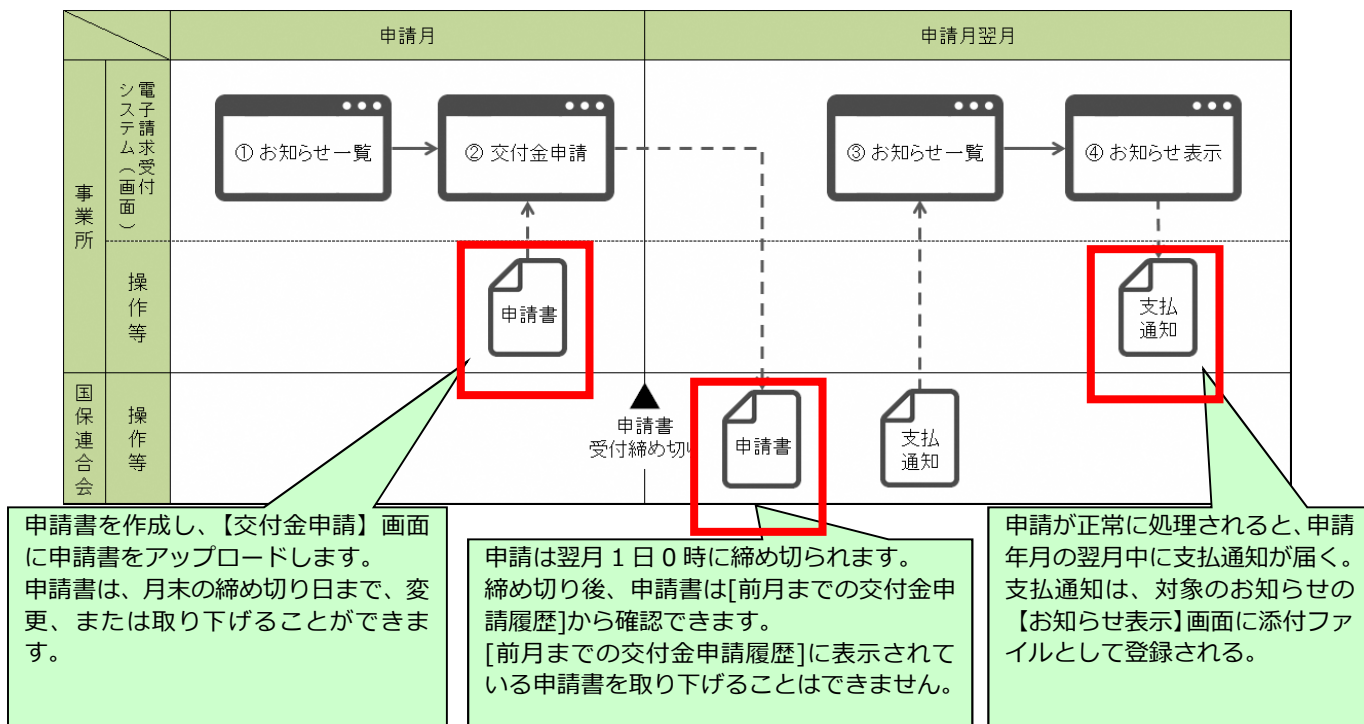 申請月
申請月翌月
事業所
電子請求受付
システム（画面）
① お知らせ一覧
② 交付金申請
③ お知らせ一覧
④ お知らせ表示
操作等
申請書
支払
通知
国保連合会
操作等
申請書
受付締め切り
申請書
支払
通知
申請書を作成し、【交付金申請】画面
に申請書をアップロードします。
申請書は、月末の締め切り日まで、変
更、または取り下げることができま
す。
申請は翌月１日０時に締め切られます。
締め切り後、申請書は[前月までの交付金申
請履歴]から確認できます。
[前月までの交付金申請履歴]に表示されて
いる申請書を取り下げることはできません。
申請が正常に処理されると、申請
年月の翌月中に支払通知が届く。
支払通知は、対象のお知らせの
【お知らせ表示】画面に添付ファ
イルとして登録される。